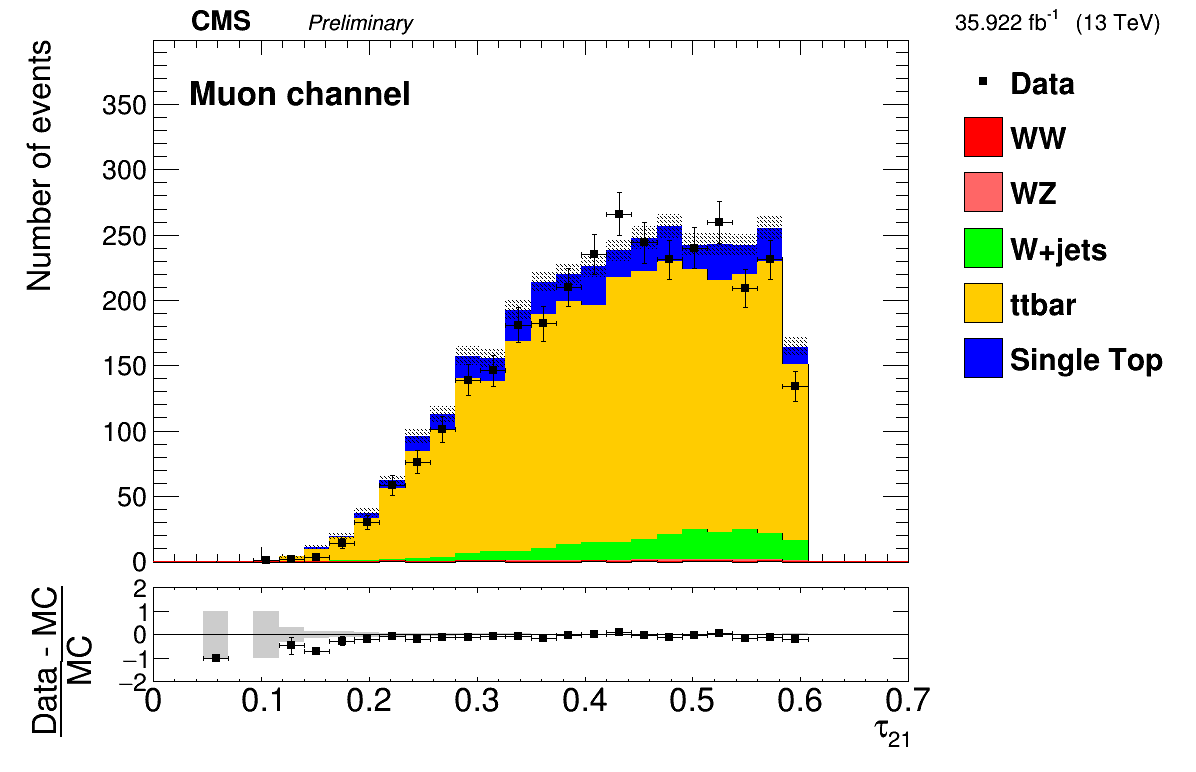 CMS Preliminary 35.922 fb⁻¹ (13 TeV)
Number of events
Muon channel
350
300
250
200
150
100
50
0
Data
WW
WZ
W+jets
ttbar
Single Top
Data - MC
MC
2
1
0
−1
−2
0 0.1 0.2 0.3 0.4 0.5 0.6 0.7
τ₂₁